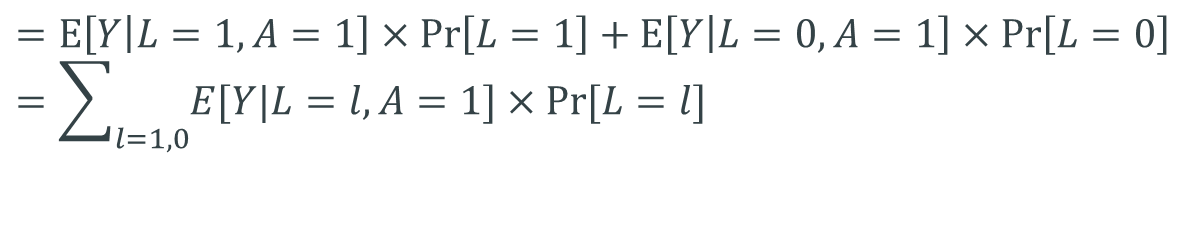 = E[Y|L = 1, A = 1] × Pr[L = 1] + E[Y|L = 0, A = 1] × Pr[L = 0]
= ∑_{l=1,0} E[Y|L = l, A = 1] × Pr[L = l]